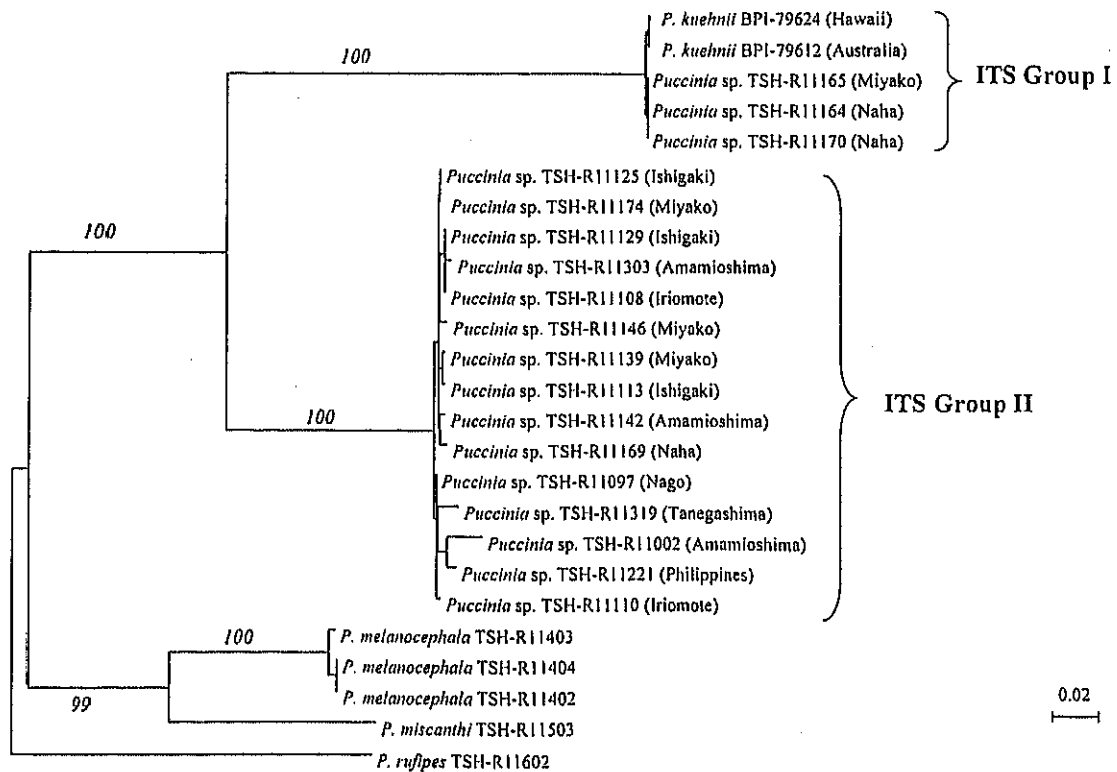 P. kuehnii BPI-79624 (Hawaii)
100
P. kuehnii BPI-79612 (Australia)
ITS Group I
Puccinia sp. TSH-R11165 (Miyako)
Puccinia sp. TSH-R11164 (Naha)
Puccinia sp. TSH-R11170 (Naha)
Puccinia sp. TSH-R11125 (Ishigaki)
Puccinia sp. TSH-R11174 (Miyako)
100
Puccinia sp. TSH-R11129 (Ishigaki)
Puccinia sp. TSH-R11303 (Amamioshima)
Puccinia sp. TSH-R11108 (Iriomote)
Puccinia sp. TSH-R11146 (Miyako)
Puccinia sp. TSH-R11139 (Miyako)
Puccinia sp. TSH-R11113 (Ishigaki)
ITS Group II
100
Puccinia sp. TSH-R11142 (Amamioshima)
Puccinia sp. TSH-R11169 (Naha)
Puccinia sp. TSH-R11097 (Nago)
Puccinia sp. TSH-R11319 (Tanegashima)
Puccinia sp. TSH-R11002 (Amamioshima)
Puccinia sp. TSH-R11221 (Philippines)
Puccinia sp. TSH-R11110 (Iriomote)
100
P. melanocephala TSH-R11403
P. melanocephala TSH-R11404
P. melanocephala TSH-R11402
99
0.02
P. miscanthi TSH-R11503
P. rufipes TSH-R11602